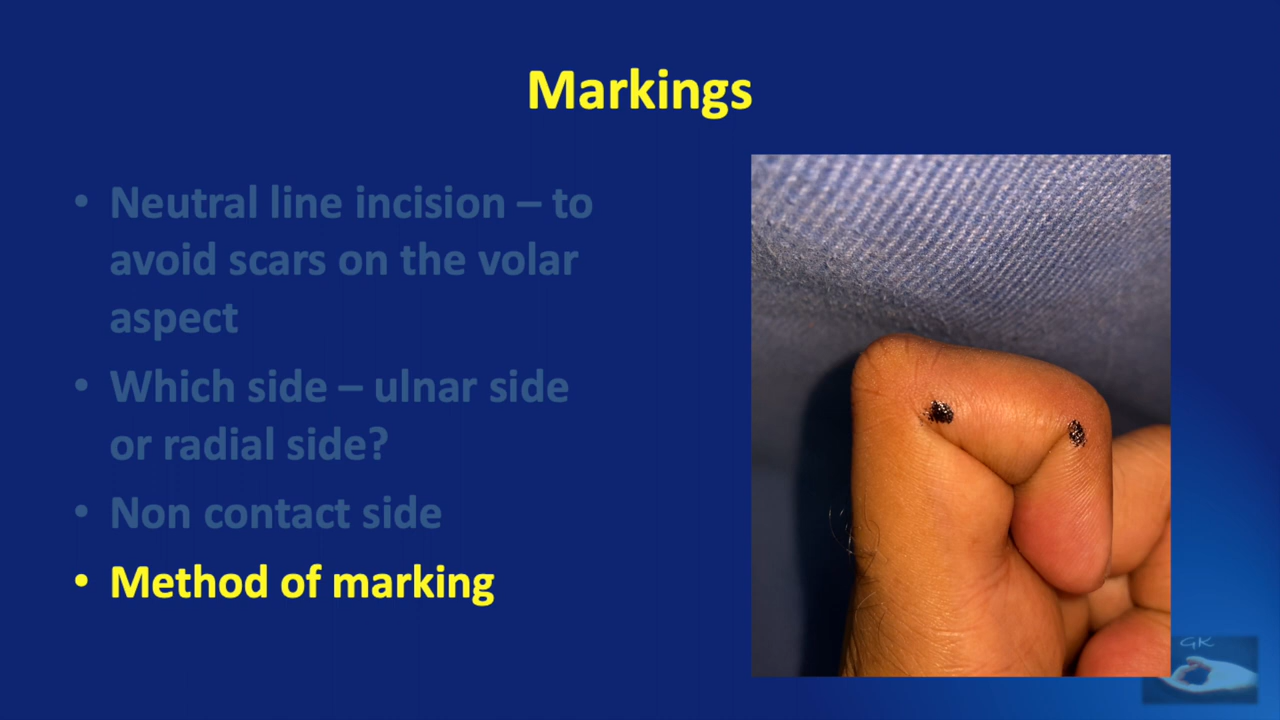 Markings
• Neutral line incision – to
avoid scars on the volar
aspect
• Which side – ulnar side
or radial side?
• Non contact side
• Method of marking
GK